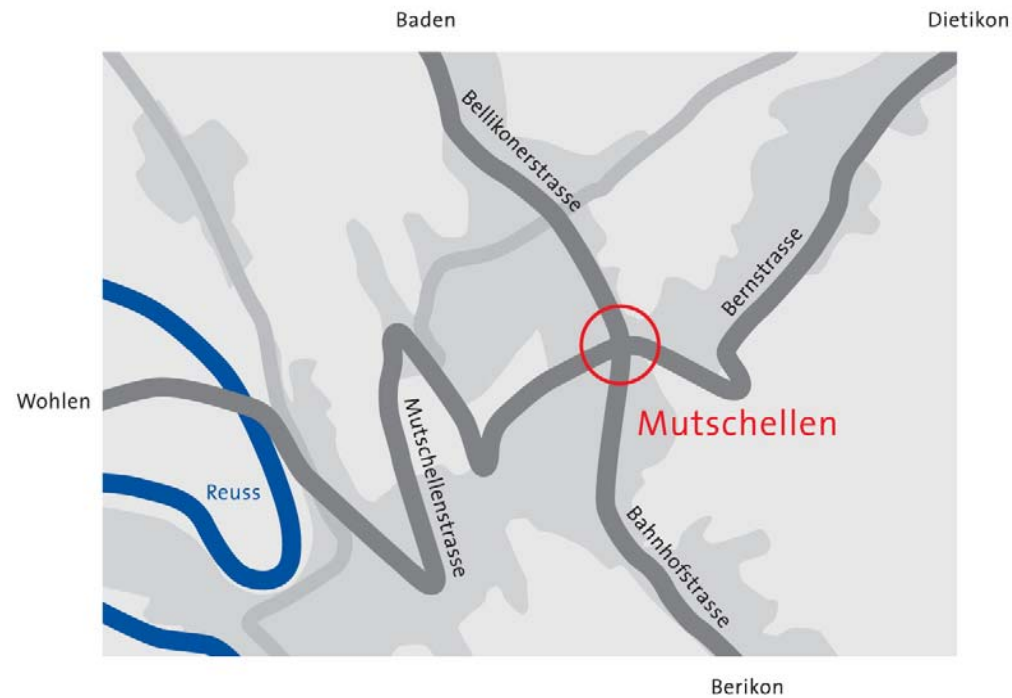 Baden
Dietikon
Bellikonerstrasse
Bernstrasse
Wohlen
Mutschellenstrasse
Mutschellen
Reuss
Bahnhofstrasse
Berikon